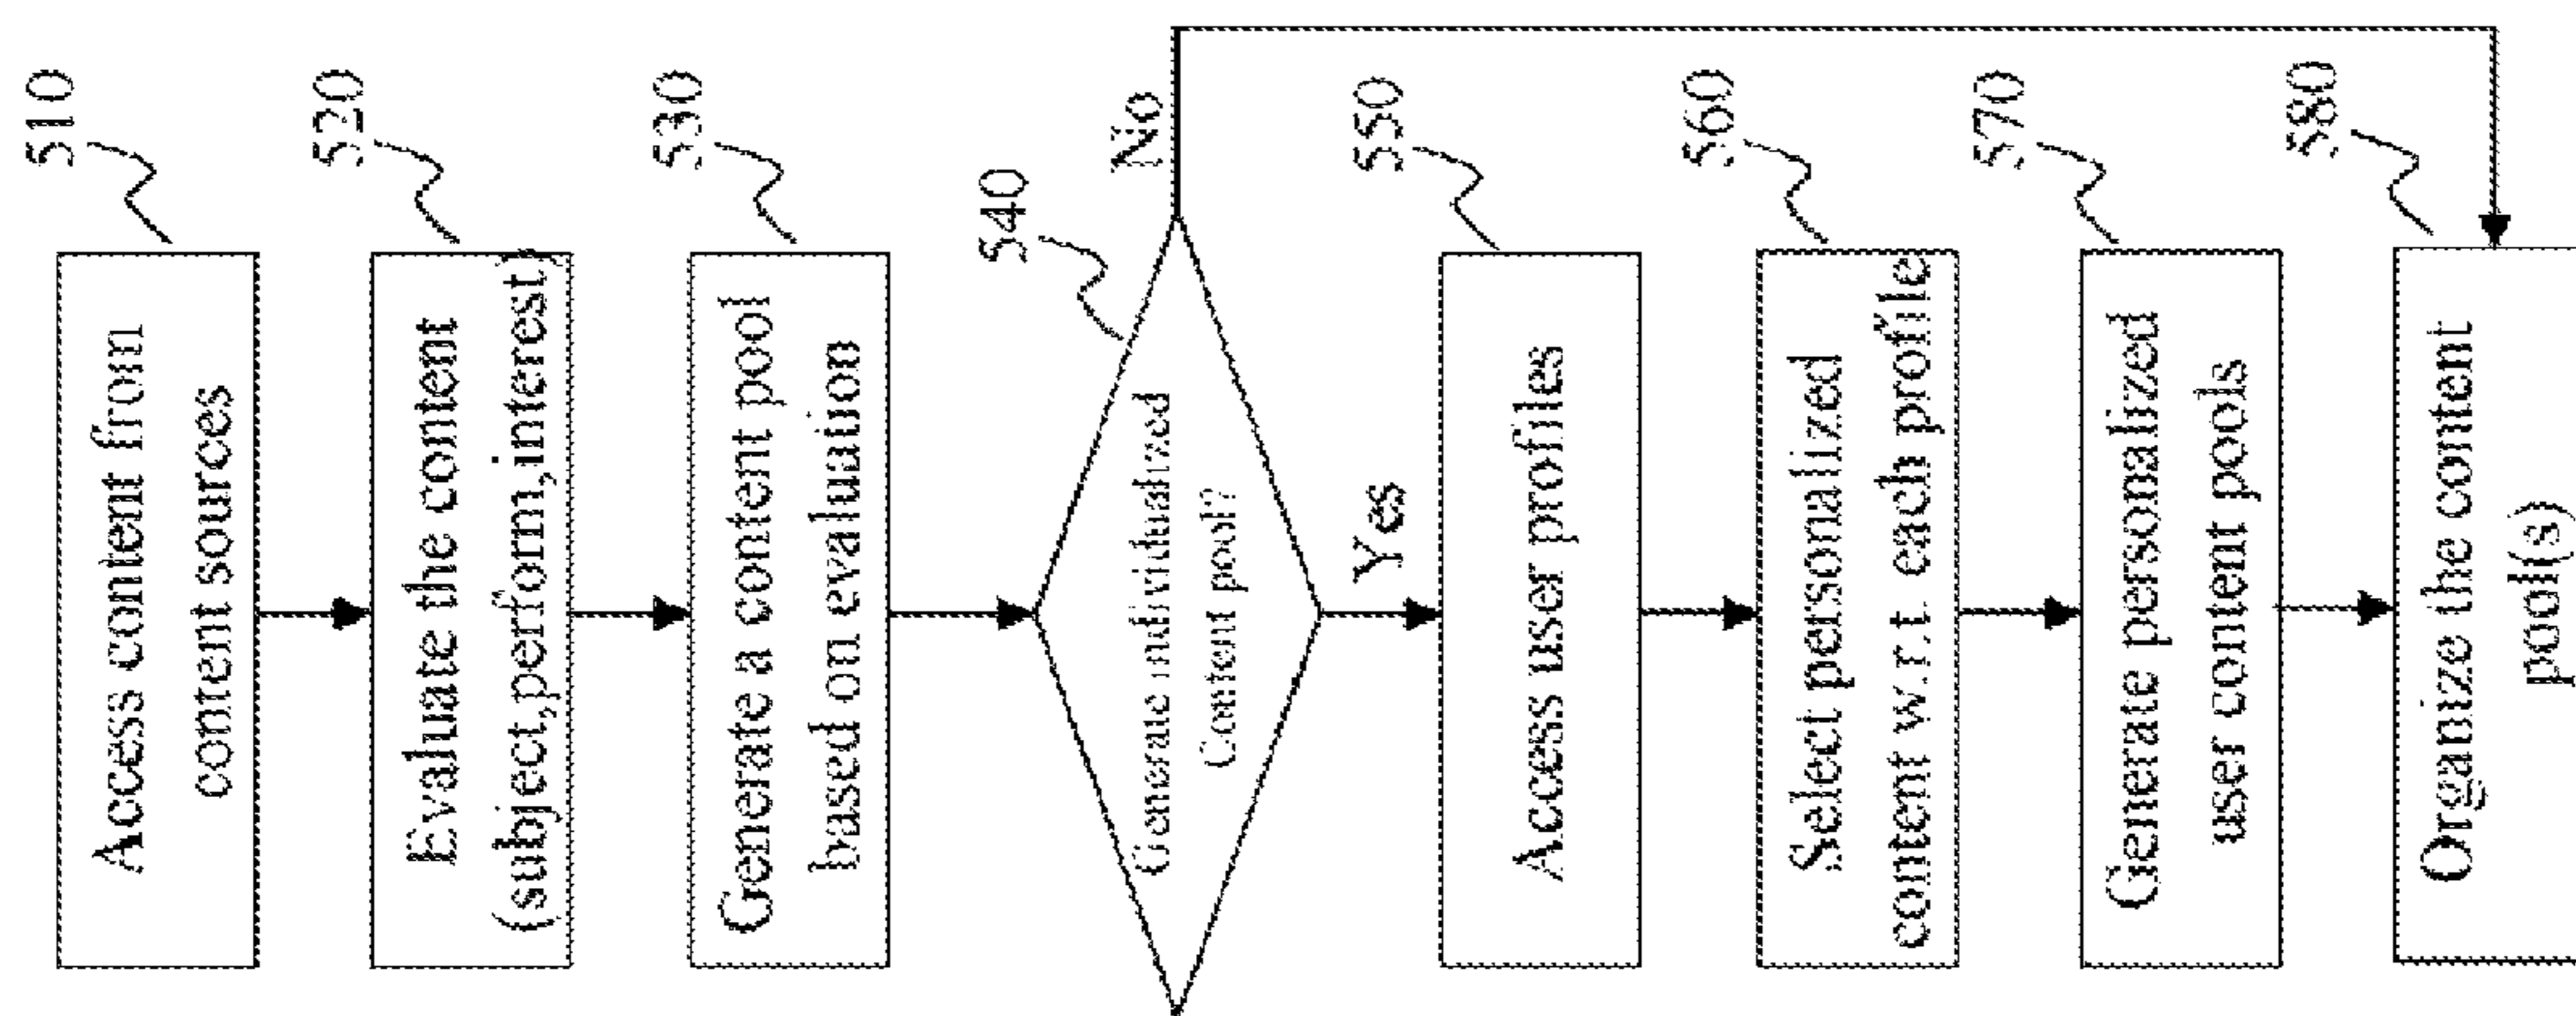 510
Access content from
content sources
520
Evaluate the content
(subject,perform,interest)
530
Generate a content pool
based on evaluation
540
Generate individualized
Content pool?
No
Yes
550
Access user profiles
560
Select personalized
content w.r.t. each profile
570
Generate personalized
user content pools
580
Organize the content
pool(s)